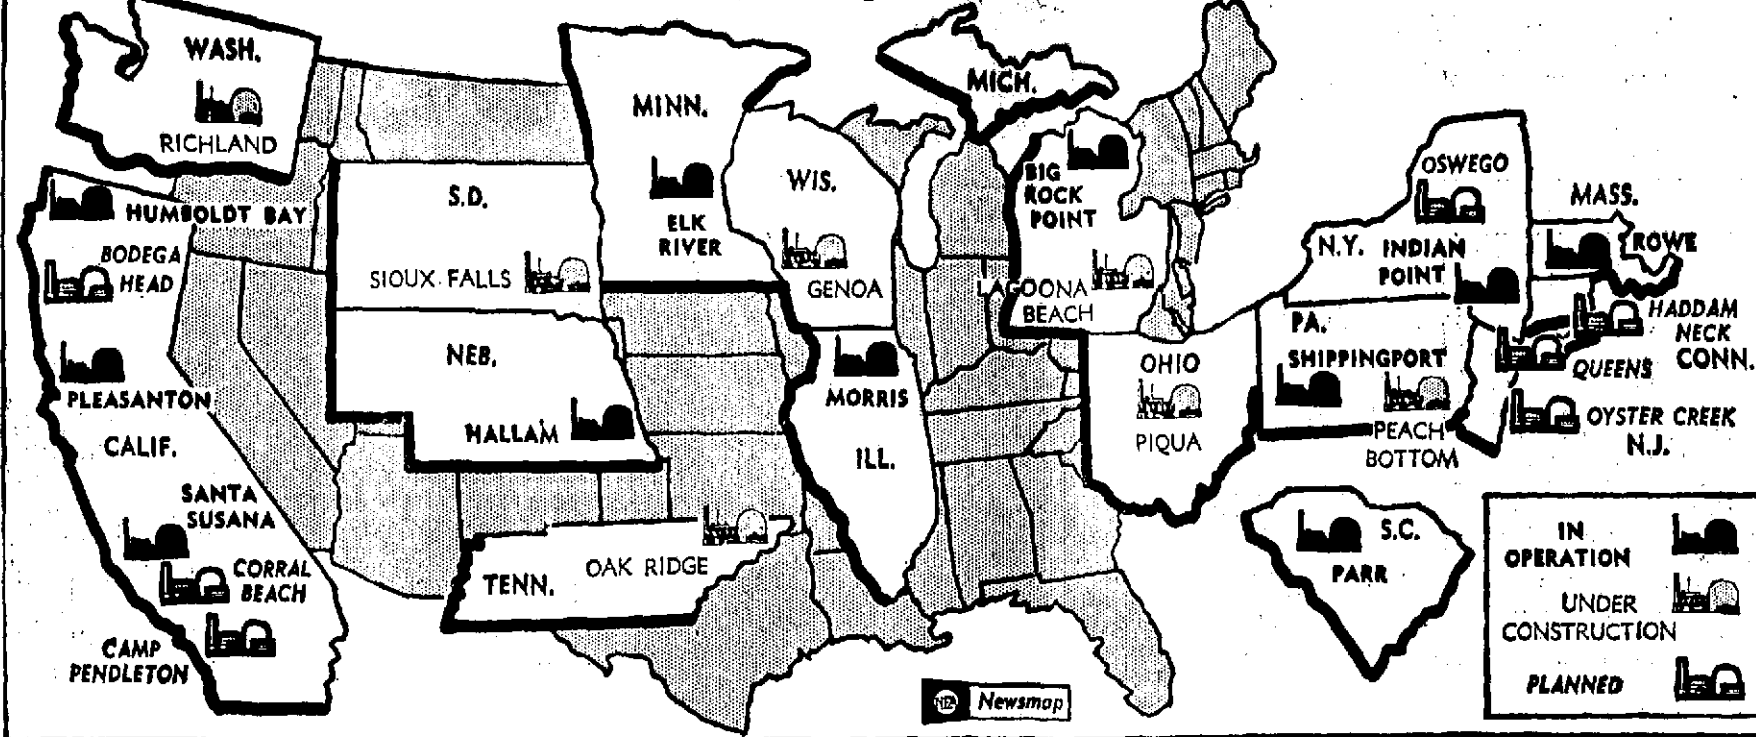 WASH.
RICHLAND
HUMBOLDT BAY
BODEGA
HEAD
PLEASANTON
CALIF.
SANTA
SUSANA
CORRAL
BEACH
CAMP
PENDLETON
S.D.
SIOUX FALLS
NEB.
HALLAM
TENN.
OAK RIDGE
MINN.
ELK
RIVER
WIS.
GENOA
MORRIS
ILL.
MICH.
BIG
ROCK
POINT
LAGOONA
BEACH
OHIO
PIQUA
OSWEGO
N.Y.
INDIAN
POINT
PA.
SHIPPINGPORT
PEACH
BOTTOM
MASS.
ROWE
HADDAM
NECK
CONN.
QUEENS
OYSTER CREEK
N.J.
S.C.
PARR
IN
OPERATION
UNDER
CONSTRUCTION
PLANNED
NEA Newsmap